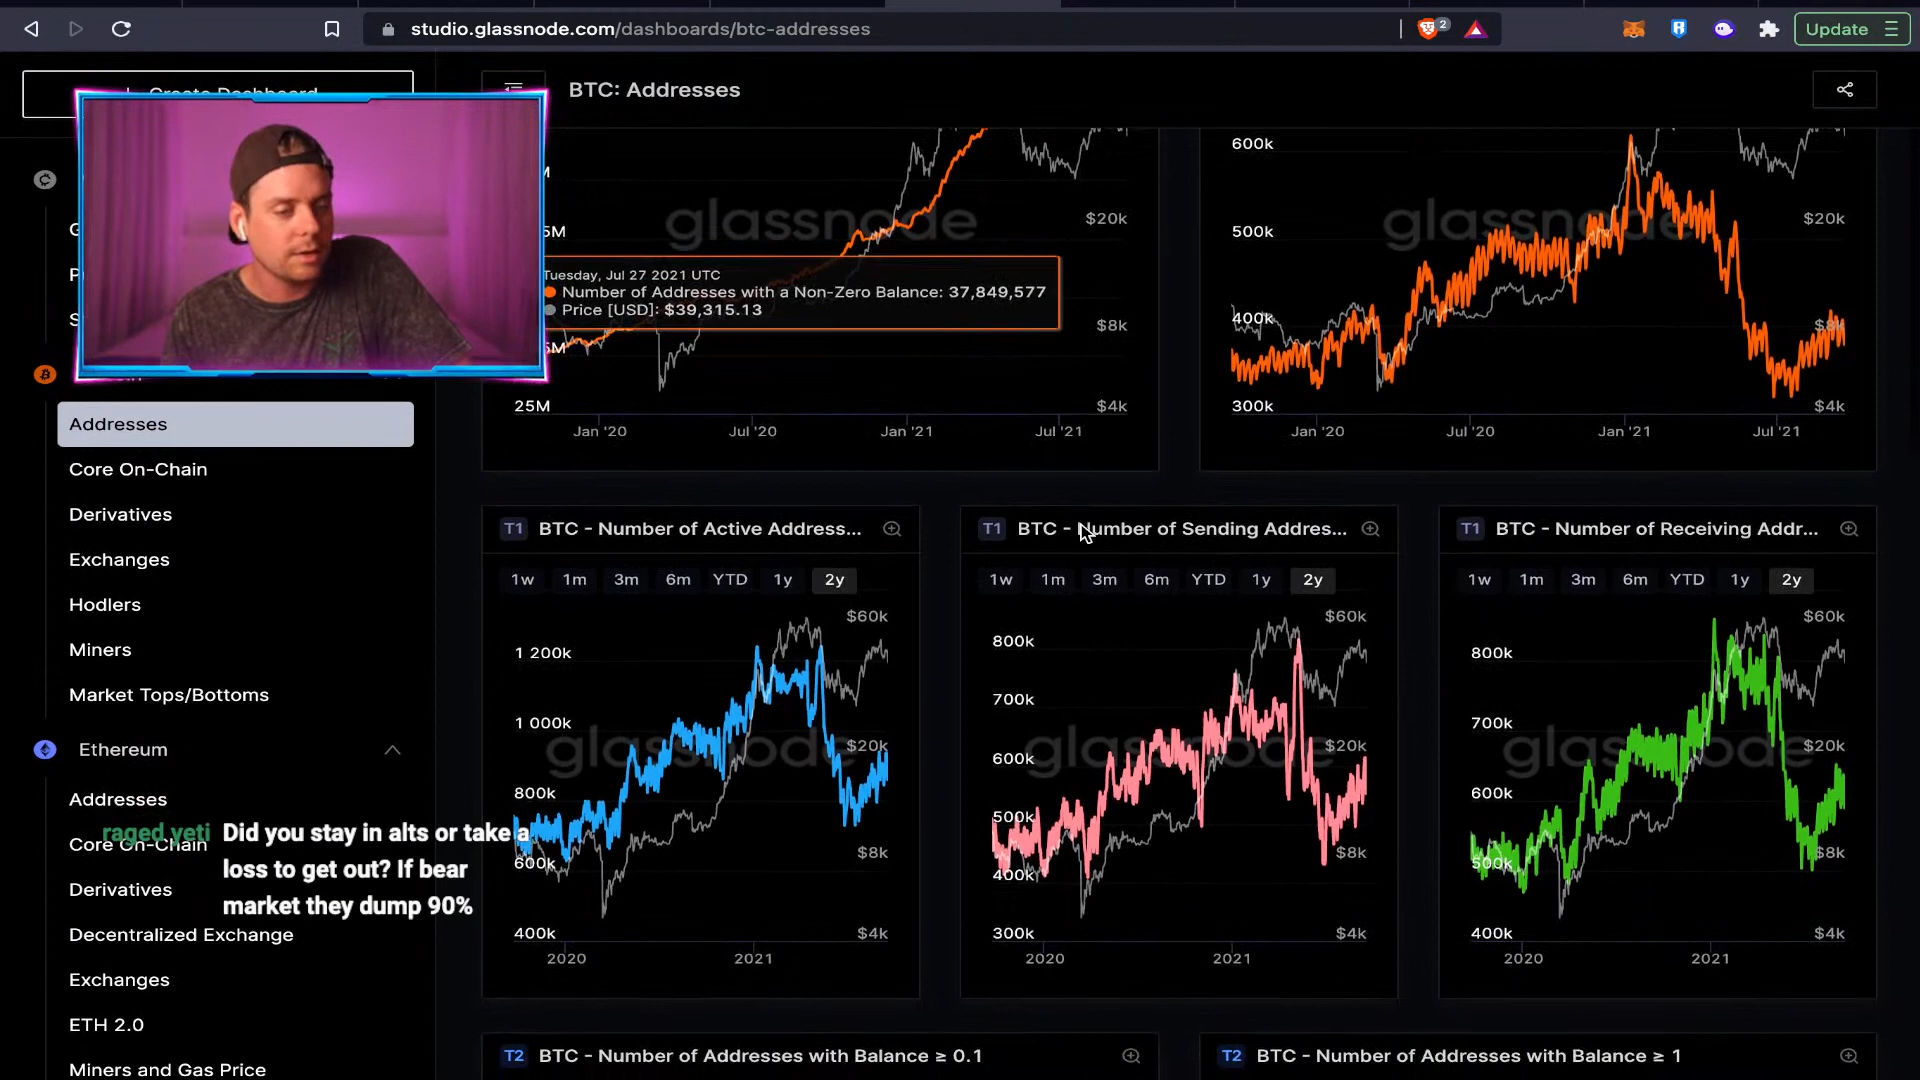 studio.glassnode.com/dashboards/btc-addresses
2
Update
Create Dashboard
BTC: Addresses
glassnode
$20k
$8k
$4k
25M
Jan '20
Jul '20
Jan '21
Jul '21
Tuesday, Jul 27 2021 UTC
Number of Addresses with a Non-Zero Balance: 37,849,577
Price [USD]: $39,315.13
600k
500k
400k
300k
glassnode
$20k
$8k
$4k
Jan '20
Jul '20
Jan '21
Jul '21
Addresses
Core On-Chain
Derivatives
Exchanges
Hodlers
Miners
Market Tops/Bottoms
Ethereum
Addresses
Core On-Chain
Derivatives
Decentralized Exchange
Exchanges
ETH 2.0
Miners and Gas Price
raged yeti Did you stay in alts or take a
loss to get out? If bear
market they dump 90%
T1 BTC - Number of Active Address...
1w 1m 3m 6m YTD 1y 2y
1 200k
1 000k
800k
600k
400k
$60k
$20k
$8k
$4k
glassnode
2020
2021
T1 BTC - Number of Sending Addres...
1w 1m 3m 6m YTD 1y 2y
800k
700k
600k
500k
400k
300k
$60k
$20k
$8k
$4k
glassnode
2020
2021
T1 BTC - Number of Receiving Addr...
1w 1m 3m 6m YTD 1y 2y
800k
700k
600k
500k
400k
$60k
$20k
$8k
$4k
glassnode
2020
2021
T2 BTC - Number of Addresses with Balance ≥ 0.1
T2 BTC - Number of Addresses with Balance ≥ 1